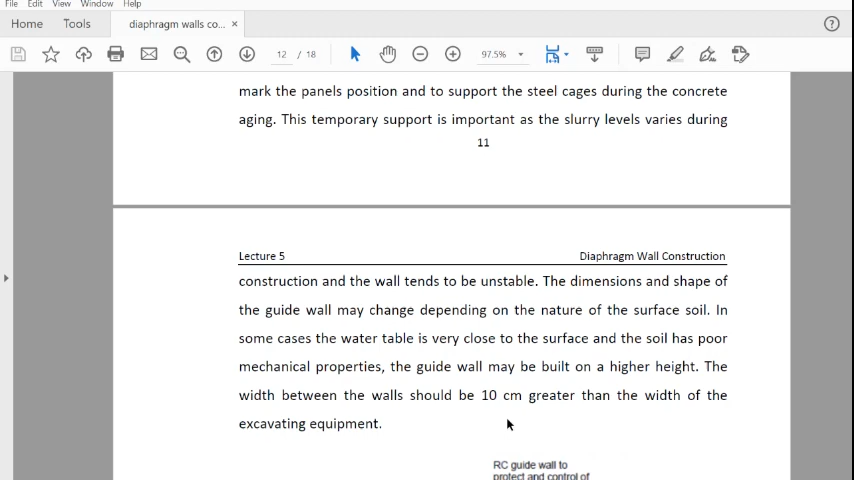 File Edit View Window Help
Home Tools diaphragm walls co... ×
12 / 18 97.5%
mark the panels position and to support the steel cages during the concrete
aging. This temporary support is important as the slurry levels varies during
11
Lecture 5 Diaphragm Wall Construction
construction and the wall tends to be unstable. The dimensions and shape of
the guide wall may change depending on the nature of the surface soil. In
some cases the water table is very close to the surface and the soil has poor
mechanical properties, the guide wall may be built on a higher height. The
width between the walls should be 10 cm greater than the width of the
excavating equipment.
RC guide wall to
protect and control of